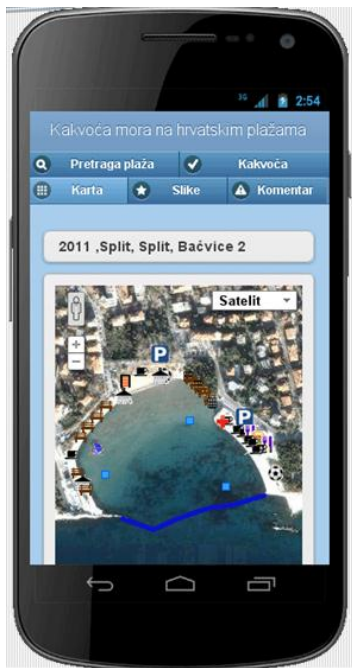 3G 2:54
Kakvoća mora na hrvatskim plažama
Pretraga plaža Kakvoća
Karta Slike Komentar
2011 ,Split, Split, Bačvice 2
Satelit
P
P